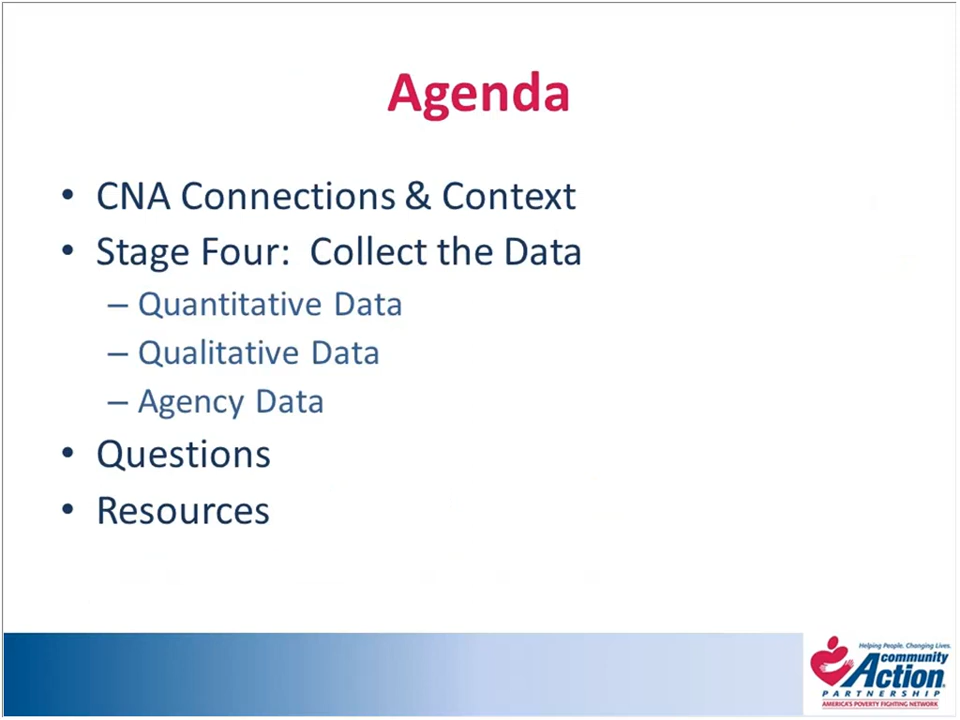 Agenda
• CNA Connections & Context
• Stage Four: Collect the Data
– Quantitative Data
– Qualitative Data
– Agency Data
• Questions
• Resources
Helping People. Changing Lives.
community
Action
PARTNERSHIP
AMERICA'S POVERTY FIGHTING NETWORK